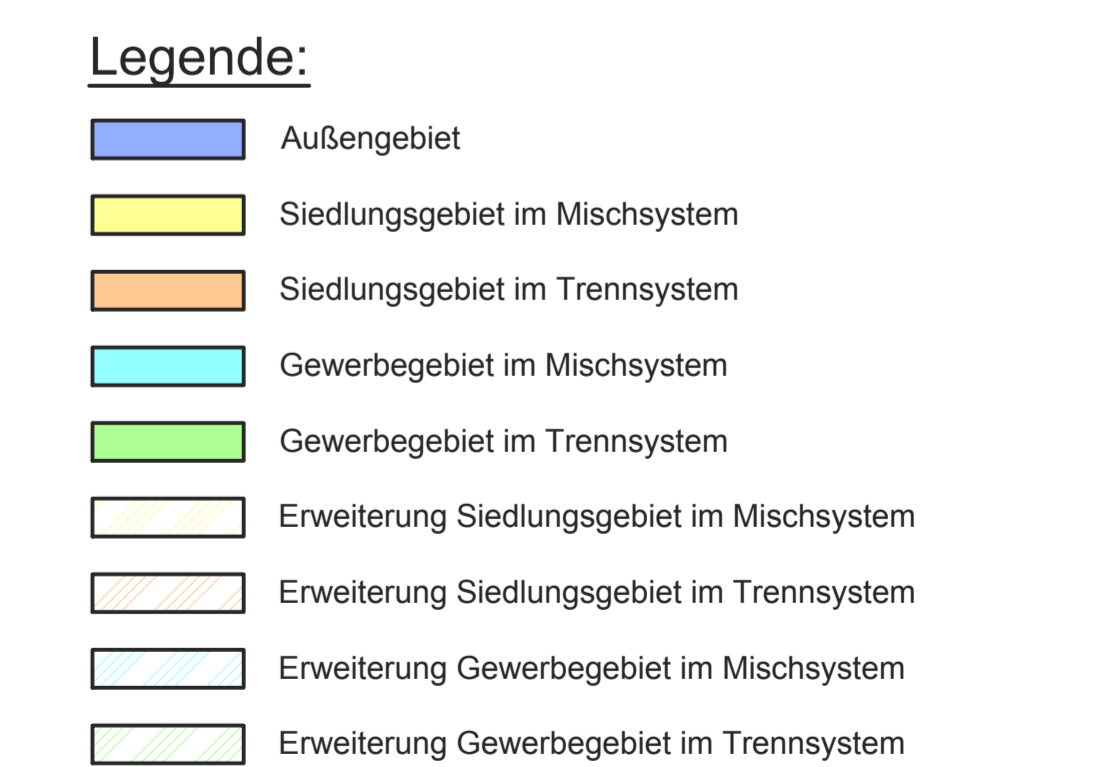 Legende:
Außengebiet
Siedlungsgebiet im Mischsystem
Siedlungsgebiet im Trennsystem
Gewerbegebiet im Mischsystem
Gewerbegebiet im Trennsystem
Erweiterung Siedlungsgebiet im Mischsystem
Erweiterung Siedlungsgebiet im Trennsystem
Erweiterung Gewerbegebiet im Mischsystem
Erweiterung Gewerbegebiet im Trennsystem